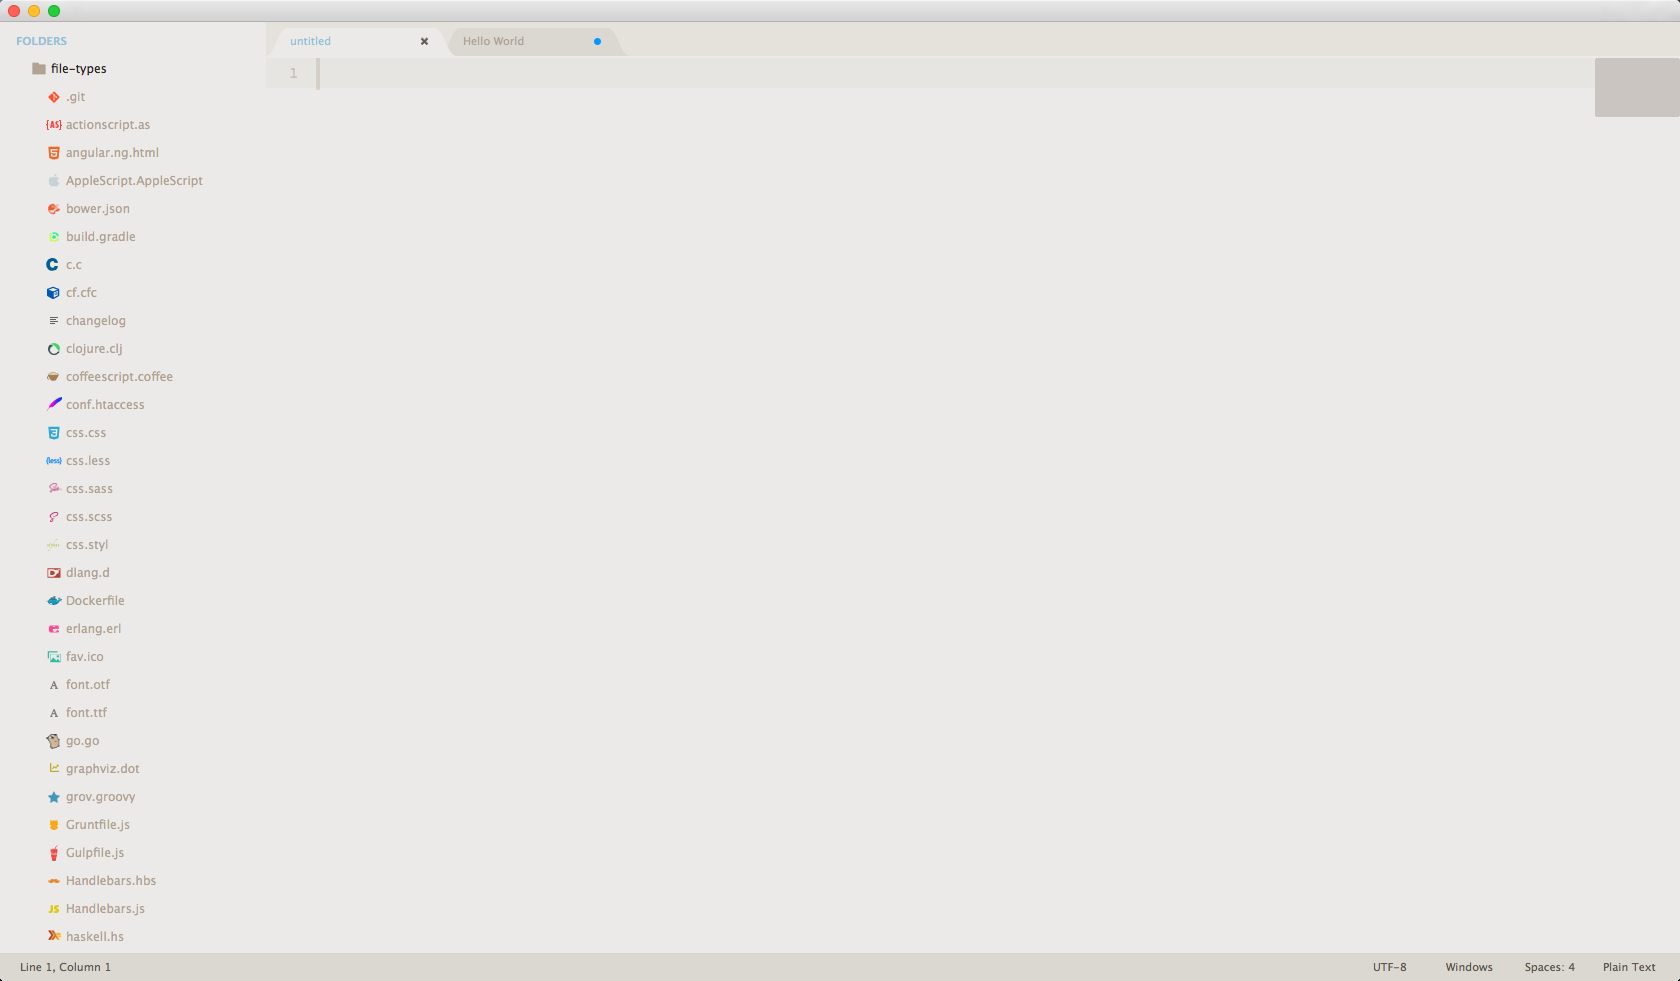 FOLDERS
file-types
.git
{AS} actionscript.as
angular.ng.html
AppleScript.AppleScript
bower.json
build.gradle
c.c
cf.cfc
changelog
clojure.clj
coffeescript.coffee
conf.htaccess
css.css
{less} css.less
css.sass
css.scss
css.styl
dlang.d
Dockerfile
erlang.erl
fav.ico
A font.otf
A font.ttf
go.go
graphviz.dot
grov.groovy
Gruntfile.js
Gulpfile.js
Handlebars.hbs
JS Handlebars.js
haskell.hs
untitled
Hello World
1
Line 1, Column 1
UTF-8
Windows
Spaces: 4
Plain Text